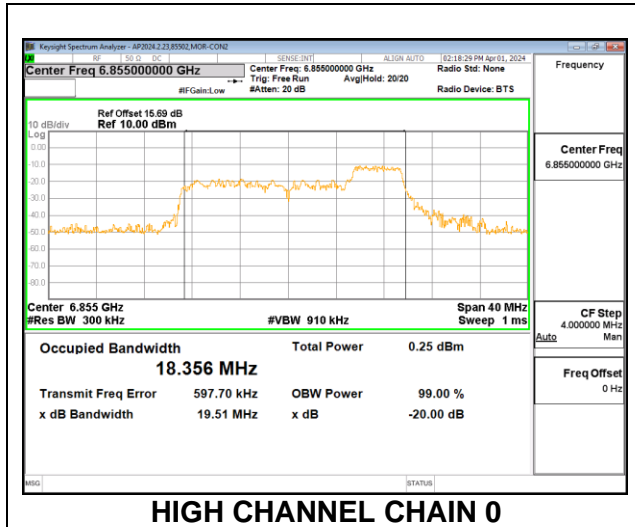 Keysight Spectrum Analyzer - AP2024.2.23,85502,MOR-CON2
RF 50 Ω DC SENSE:INT ALIGN AUTO 02:18:29 PM Apr 01, 2024
Center Freq 6.855000000 GHz
Center Freq: 6.855000000 GHz
Radio Std: None
Trig: Free Run Avg|Hold: 20/20
#IFGain:Low #Atten: 20 dB Radio Device: BTS
Frequency
Ref Offset 15.69 dB
10 dB/div Ref 10.00 dBm
Log
0.00
-10.0
-20.0
-30.0
-40.0
-50.0
-60.0
-70.0
-80.0
Center 6.855 GHz Span 40 MHz
#Res BW 300 kHz #VBW 910 kHz Sweep 1 ms
Center Freq
6.855000000 GHz
CF Step
4.000000 MHz
Auto Man
Freq Offset
0 Hz
Occupied Bandwidth Total Power 0.25 dBm
18.356 MHz
Transmit Freq Error 597.70 kHz OBW Power 99.00 %
x dB Bandwidth 19.51 MHz x dB -20.00 dB
MSG STATUS
HIGH CHANNEL CHAIN 0